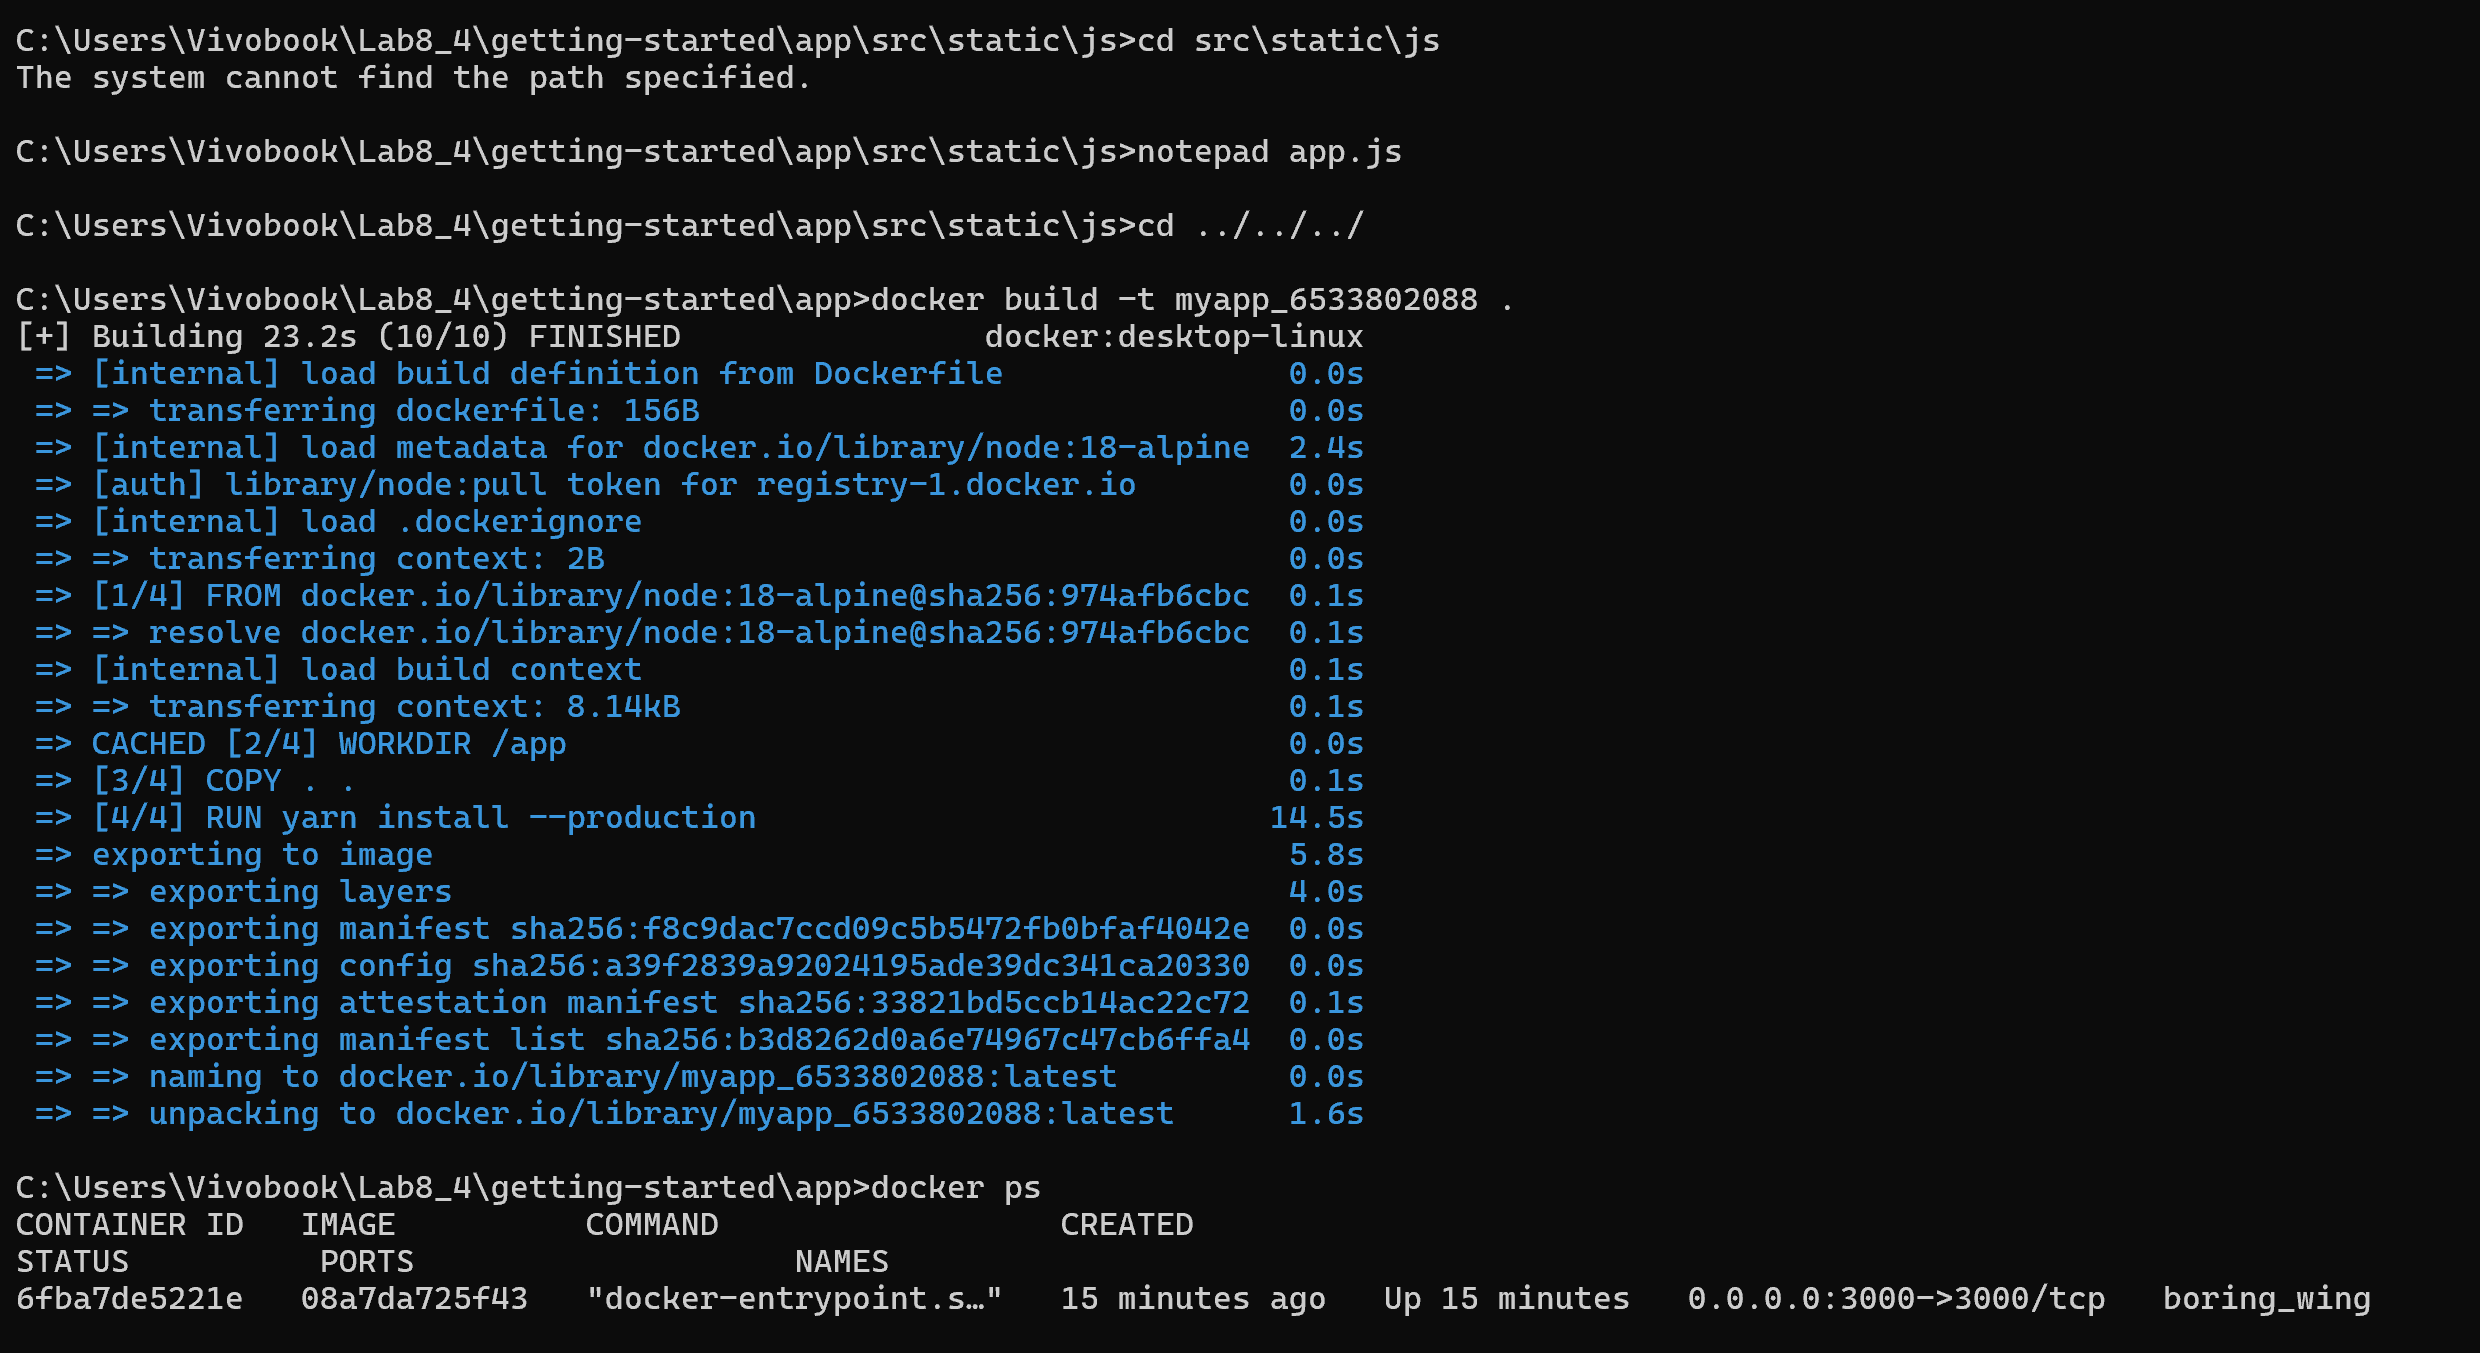 C:\Users\Vivobook\Lab8_4\getting-started\app\src\static\js>cd src\static\js
The system cannot find the path specified.
C:\Users\Vivobook\Lab8_4\getting-started\app\src\static\js>notepad app.js
C:\Users\Vivobook\Lab8_4\getting-started\app\src\static\js>cd ../../../
C:\Users\Vivobook\Lab8_4\getting-started\app>docker build -t myapp_6533802088 .
[+] Building 23.2s (10/10) FINISHED                docker:desktop-linux
 => [internal] load build definition from Dockerfile               0.0s
 => => transferring dockerfile: 156B                               0.0s
 => [internal] load metadata for docker.io/library/node:18-alpine  2.4s
 => [auth] library/node:pull token for registry-1.docker.io        0.0s
 => [internal] load .dockerignore                                  0.0s
 => => transferring context: 2B                                    0.0s
 => [1/4] FROM docker.io/library/node:18-alpine@sha256:974afb6cbc  0.1s
 => => resolve docker.io/library/node:18-alpine@sha256:974afb6cbc  0.1s
 => [internal] load build context                                  0.1s
 => => transferring context: 8.14kB                                0.1s
 => CACHED [2/4] WORKDIR /app                                      0.0s
 => [3/4] COPY . .                                                 0.1s
 => [4/4] RUN yarn install --production                           14.5s
 => exporting to image                                             5.8s
 => => exporting layers                                            4.0s
 => => exporting manifest sha256:f8c9dac7ccd09c5b5472fb0bfaf4042e  0.0s
 => => exporting config sha256:a39f2839a92024195ade39dc341ca20330  0.0s
 => => exporting attestation manifest sha256:33821bd5ccb14ac22c72  0.1s
 => => exporting manifest list sha256:b3d8262d0a6e74967c47cb6ffa4  0.0s
 => => naming to docker.io/library/myapp_6533802088:latest         0.0s
 => => unpacking to docker.io/library/myapp_6533802088:latest      1.6s
C:\Users\Vivobook\Lab8_4\getting-started\app>docker ps
CONTAINER ID   IMAGE          COMMAND                  CREATED
STATUS          PORTS                    NAMES
6fba7de5221e   08a7da725f43   "docker-entrypoint.s…"   15 minutes ago   Up 15 minutes   0.0.0.0:3000->3000/tcp   boring_wing